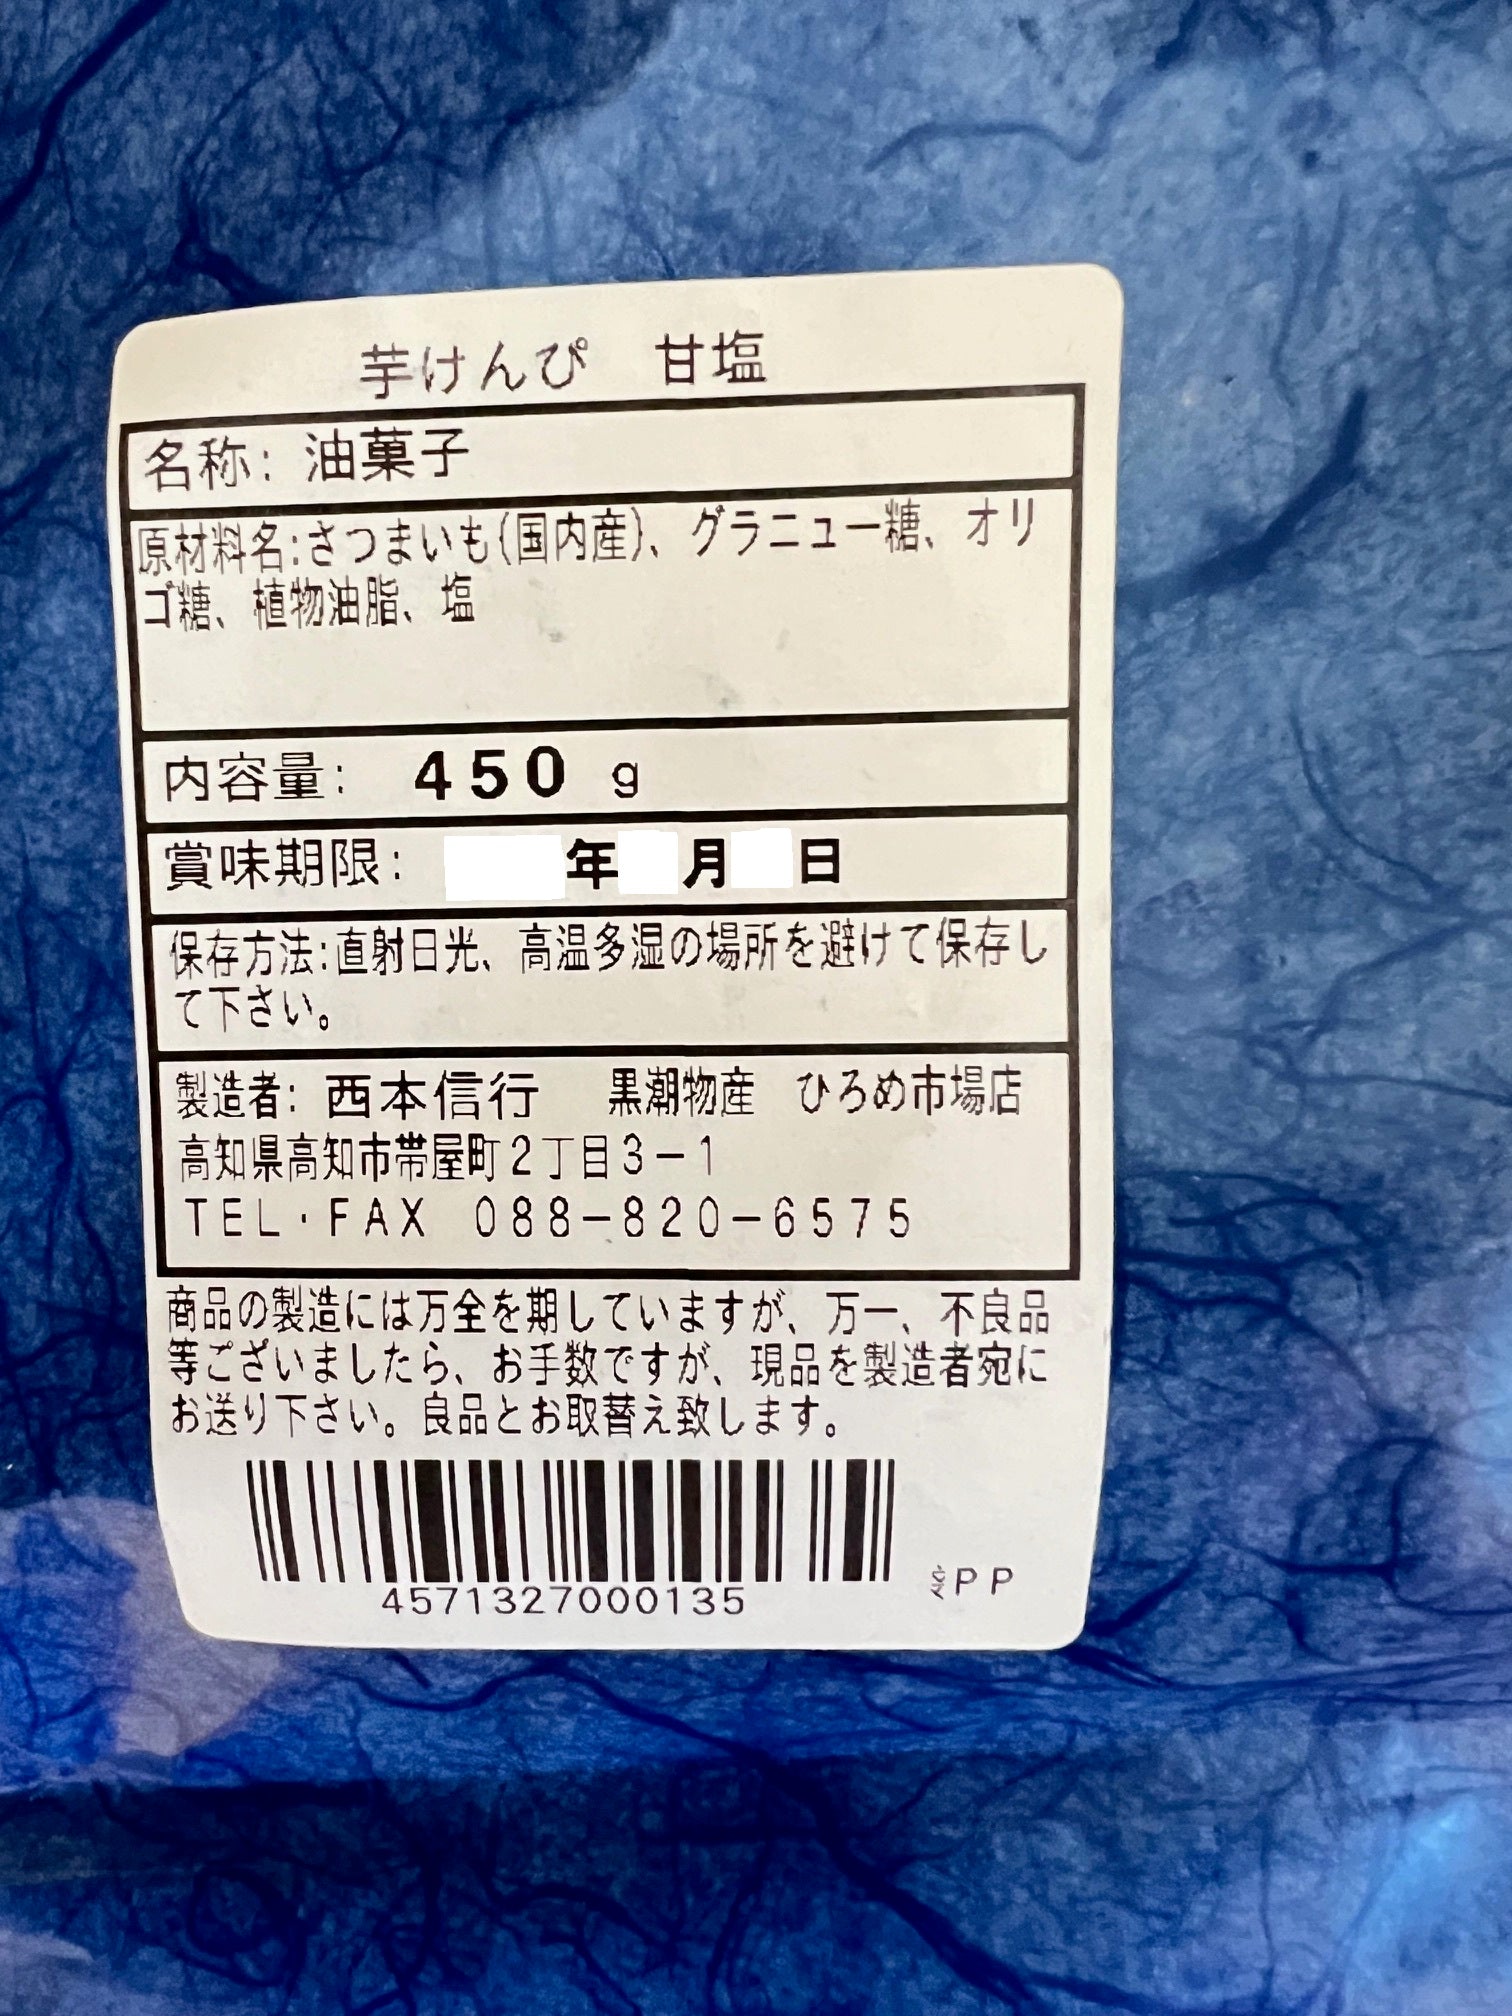 芋けんぴ　甘塩
名称: 油菓子
原材料名:さつまいも(国内産)、グラニュー糖、オリ
ゴ糖、植物油脂、塩
内容量: 450 g
賞味期限: 年 月 日
保存方法:直射日光、高温多湿の場所を避けて保存し
て下さい。
製造者: 西本信行　黒潮物産　ひろめ市場店
高知県高知市帯屋町2丁目3-1
TEL・FAX 088-820-6575
商品の製造には万全を期していますが、万一、不良品
等ございましたら、お手数ですが、現品を製造者宛に
お送り下さい。良品とお取替え致します。
4571327000135
PP